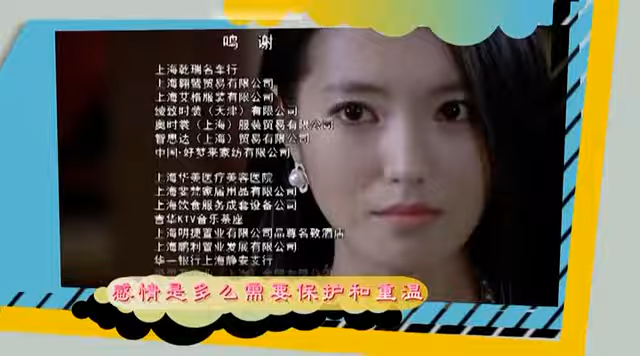 鸣 谢
上海乾瑞名车行
上海翱鹭贸易有限公司
上海艾格服装有限公司
绫致时装（天津）有限公司
奥时裳（上海）服装贸易有限公司
智思达（上海）贸易有限公司
中国·好梦来家纺有限公司
上海华美医疗美容医院
上海斐梵家居用品有限公司
上海饮食服务成套设备公司
吉华KTV音乐茶座
上海明捷置业有限公司品尊名致酒店
上海鹏利置业发展有限公司
华一银行上海静安支行
感情是多么需要保护和重温